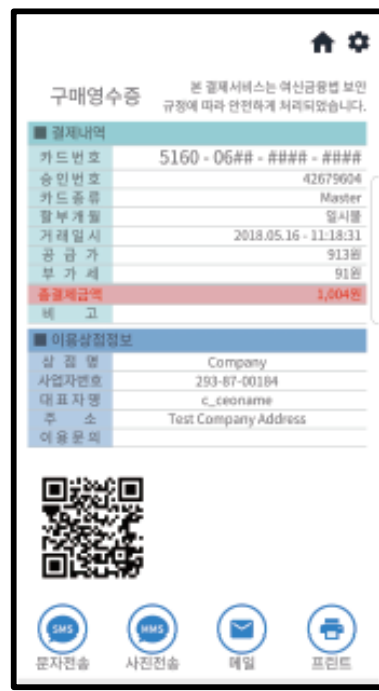 구매영수증
본 결제서비스는 여신금융법 보안
규정에 따라 안전하게 처리되었습니다.
■ 결제내역
카드번호 5160 - 06## - #### - ####
승인번호 42679604
카드종류 Master
할부개월 일시불
거래일시 2018.05.16 - 11:18:31
공급가 913원
부가세 91원
총결제금액 1,004원
비고
■ 이용상점정보
상점명 Company
사업자번호 293-87-00184
대표자명 c_ceoname
주소 Test Company Address
이용문의
SMS MMS
문자전송 사진전송 메일 프린트